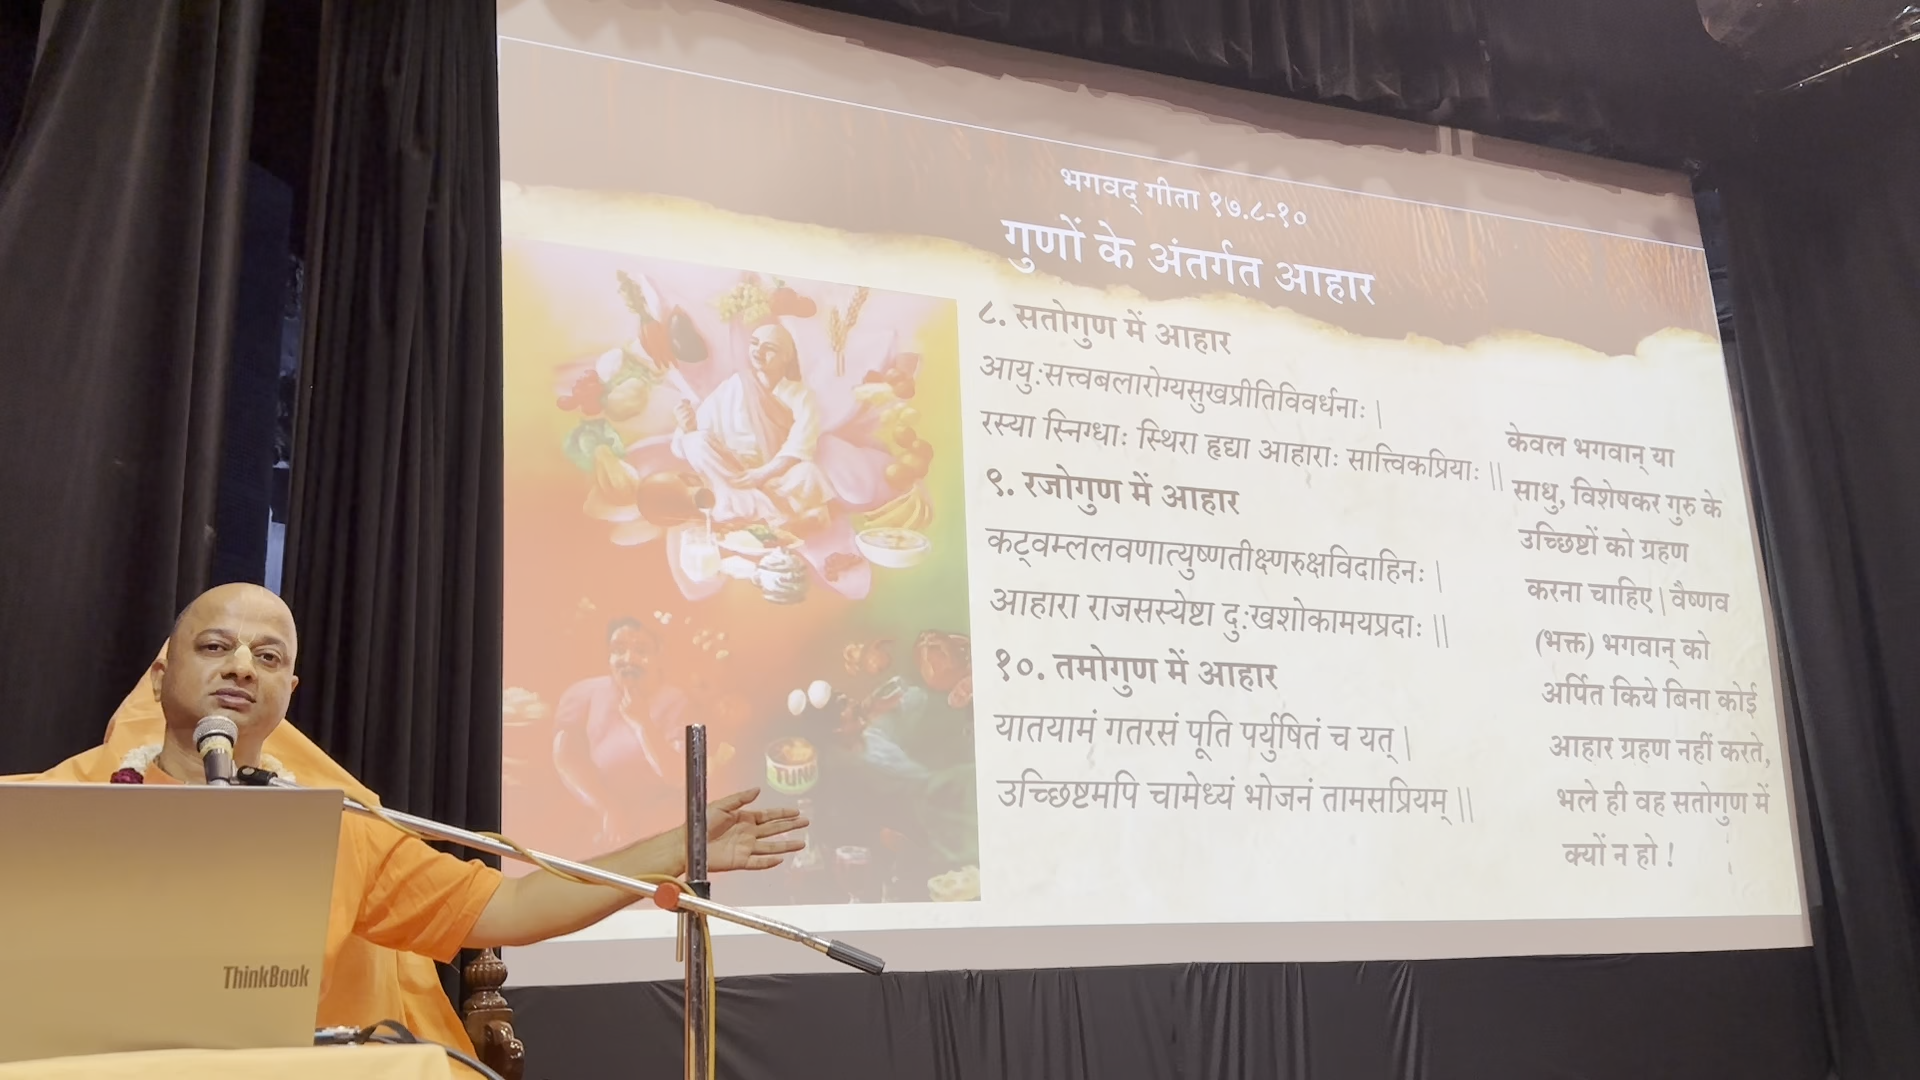 भगवद् गीता १७.८-१०
गुणों के अंतर्गत आहार
८. सतोगुण में आहार
आयुःसत्त्वबलारोग्यसुखप्रीतिविवर्धनाः |
रस्या स्निग्धाः स्थिरा हृद्या आहाराः सात्त्विकप्रियाः ||
९. रजोगुण में आहार
कट्वम्ललवणात्युष्णतीक्ष्णरुक्षविदाहिनः |
आहारा राजसस्येष्टा दुःखशोकामयप्रदाः ||
१०. तमोगुण में आहार
यातयामं गतरसं पूति पर्युषितं च यत् |
उच्छिष्टमपि चामेध्यं भोजनं तामसप्रियम् ||
केवल भगवान् या
साधु, विशेषकर गुरु के
उच्छिष्टों को ग्रहण
करना चाहिए | वैष्णव
(भक्त) भगवान् को
अर्पित किये बिना कोई
आहार ग्रहण नहीं करते,
भले ही वह सतोगुण में
क्यों न हो !
TUNA
ThinkBook